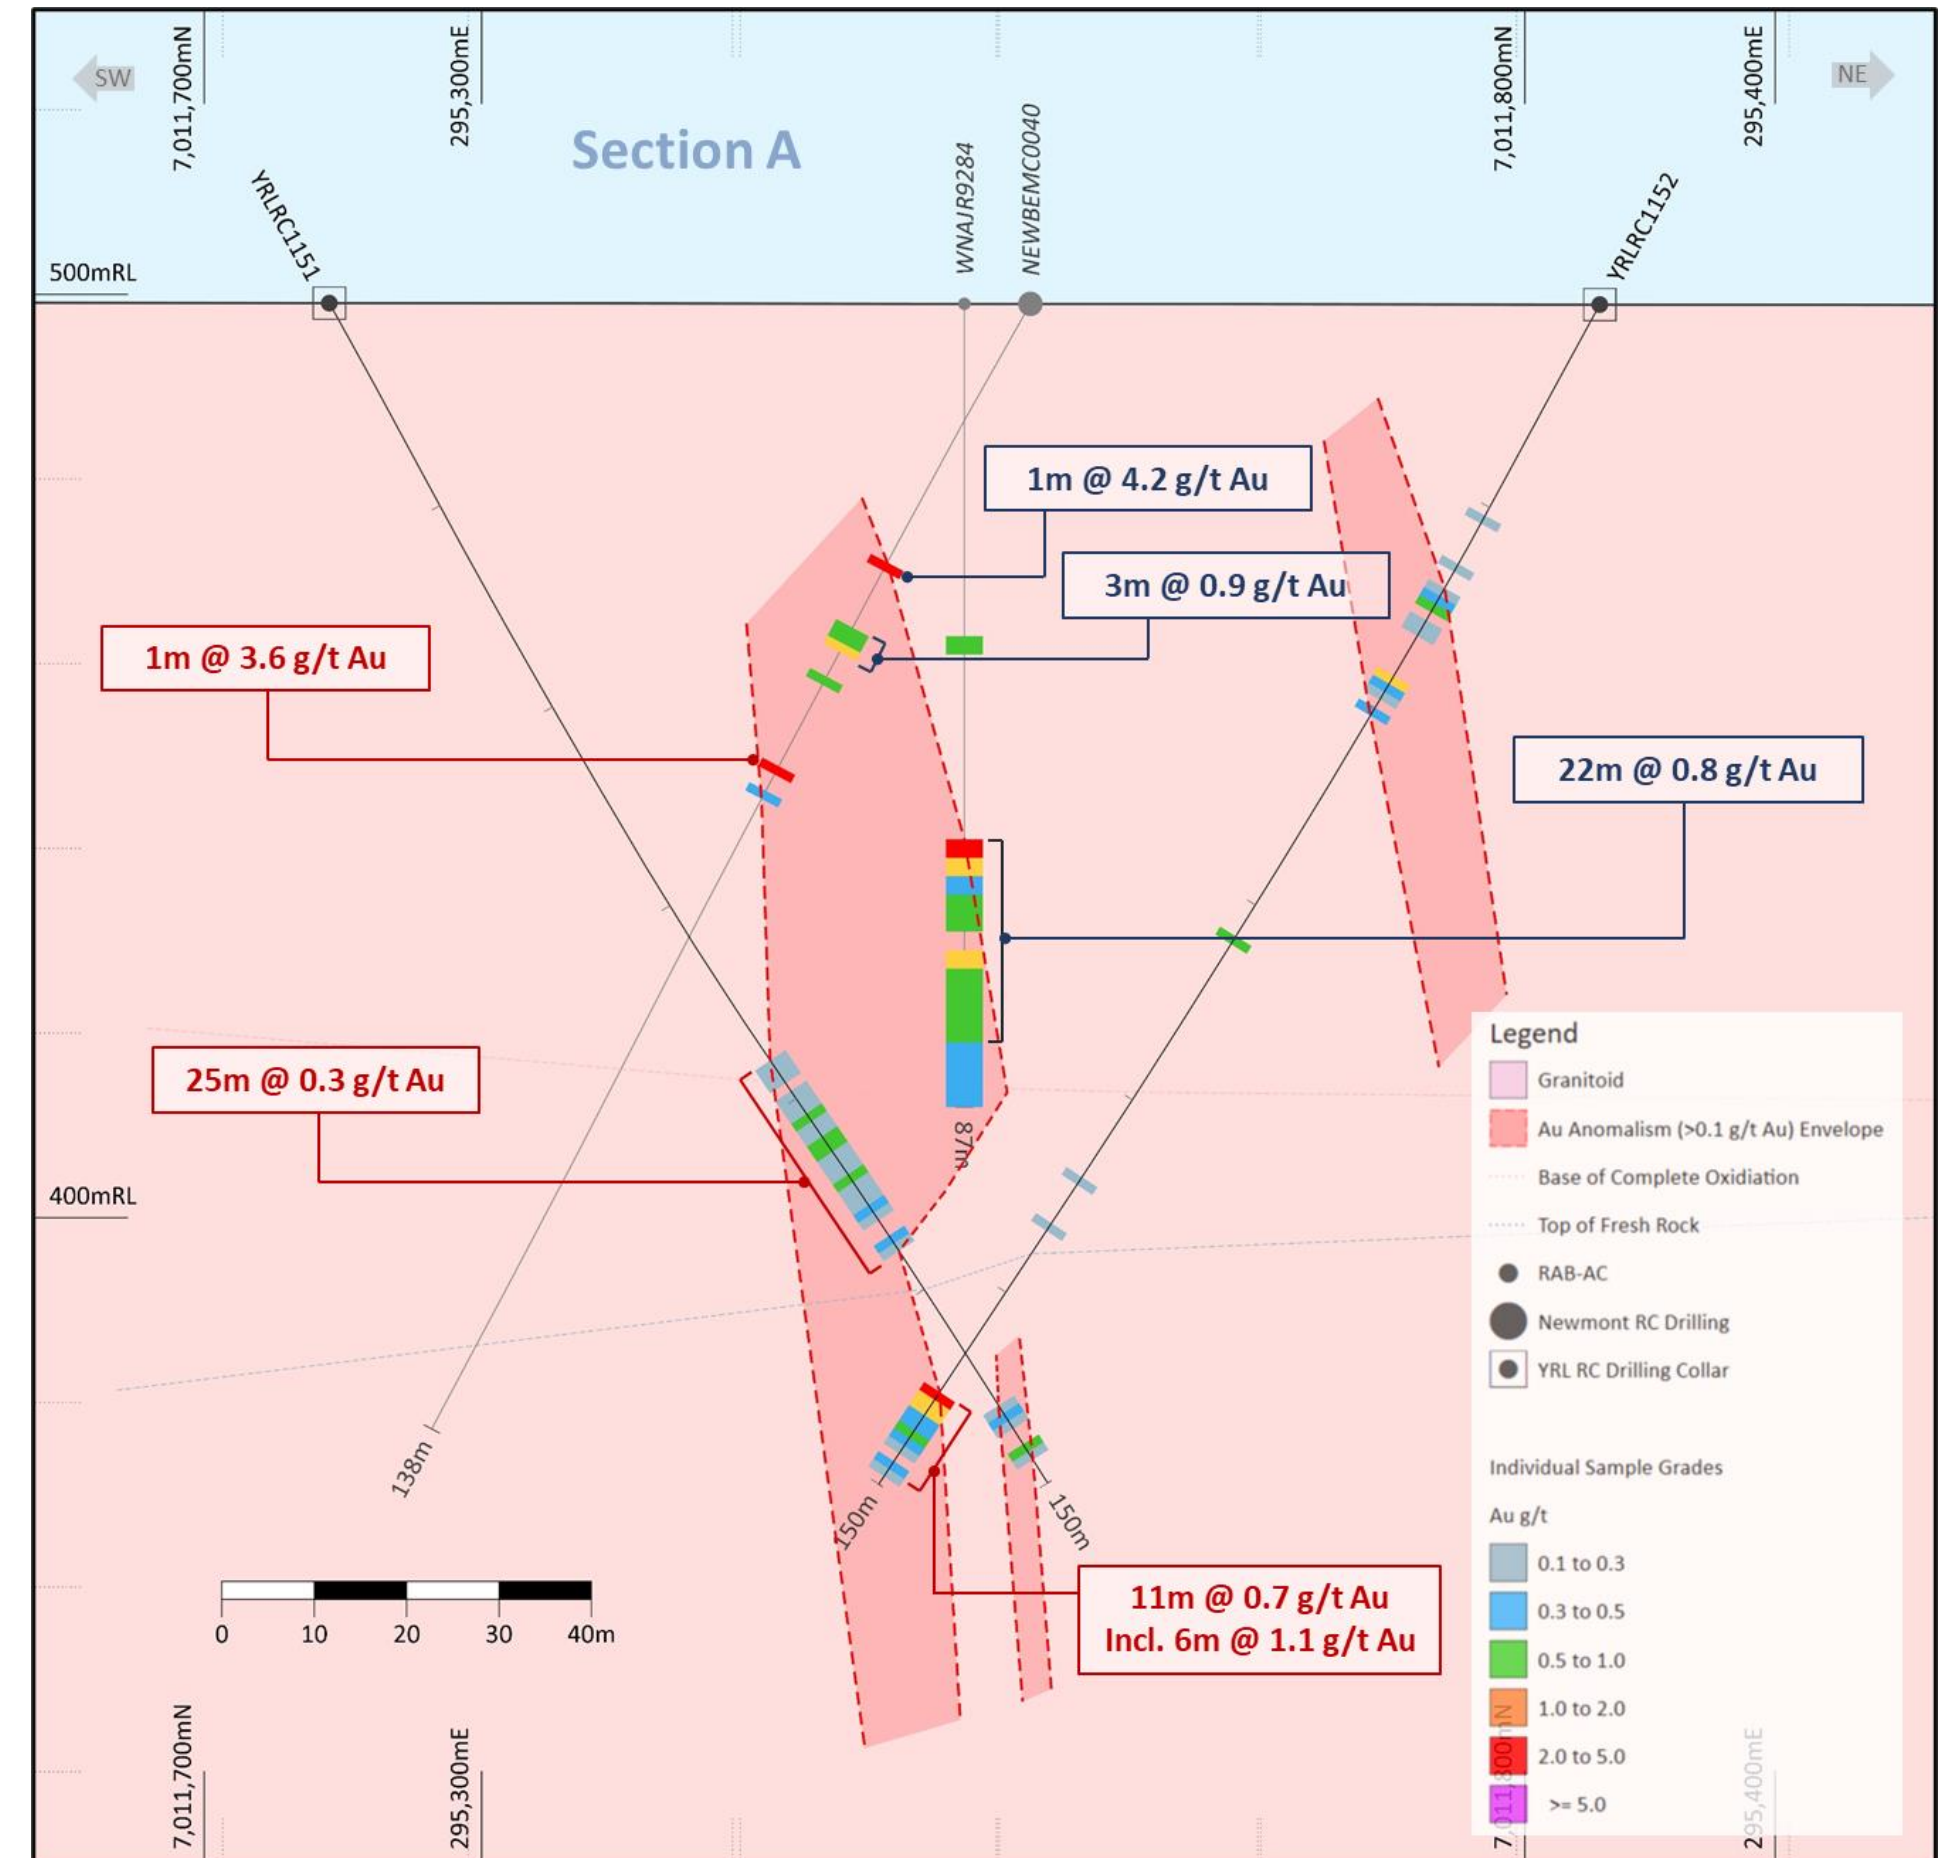 7,011,700mN
295,300mE
7,011,800mN
295,400mE
SW
NE
Section A
YRLRC1151
WNAJR9284
NEWBEMC0040
YRLRC1152
500mRL
1m @ 4.2 g/t Au
3m @ 0.9 g/t Au
1m @ 3.6 g/t Au
22m @ 0.8 g/t Au
25m @ 0.3 g/t Au
87m
400mRL
138m
150m
150m
11m @ 0.7 g/t Au
Incl. 6m @ 1.1 g/t Au
0 10 20 30 40m
Legend
Granitoid
Au Anomalism (>0.1 g/t Au) Envelope
Base of Complete Oxidiation
Top of Fresh Rock
RAB-AC
Newmont RC Drilling
YRL RC Drilling Collar
Individual Sample Grades
Au g/t
0.1 to 0.3
0.3 to 0.5
0.5 to 1.0
1.0 to 2.0
2.0 to 5.0
>= 5.0
7,011,700mN
295,300mE
7,011,800mN
295,400mE